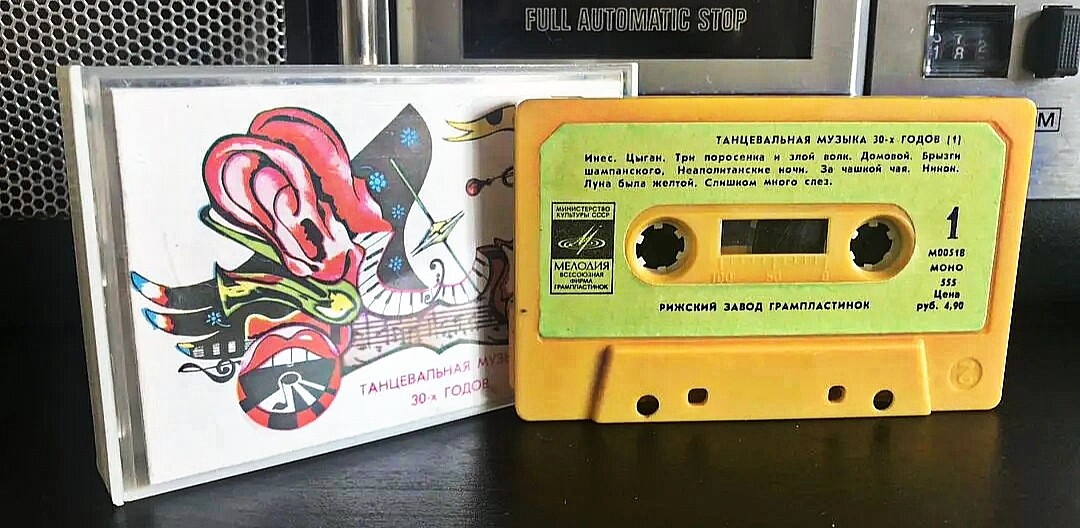 FULL AUTOMATIC STOP
ТАНЦЕВАЛЬНАЯ МУЗЫ
30-х ГОДОВ
ТАНЦЕВАЛЬНАЯ МУЗЫКА 30-х ГОДОВ (1)
Инес. Цыган. Три поросенка и злой волк. Домовой. Брызги
шампанского, Неаполитанские ночи. За чашкой чая. Нинон.
Луна была желтой. Слишком много слез.
МИНИСТЕРСТВО
КУЛЬТУРЫ СССР
МЕЛОДИЯ
ВСЕСОЮЗНАЯ
ФИРМА
ГРАМПЛАСТИНОК
1
М00518
МОНО
555
Цена
руб. 4,90
100 50 0
РИЖСКИЙ ЗАВОД ГРАМПЛАСТИНОК
2